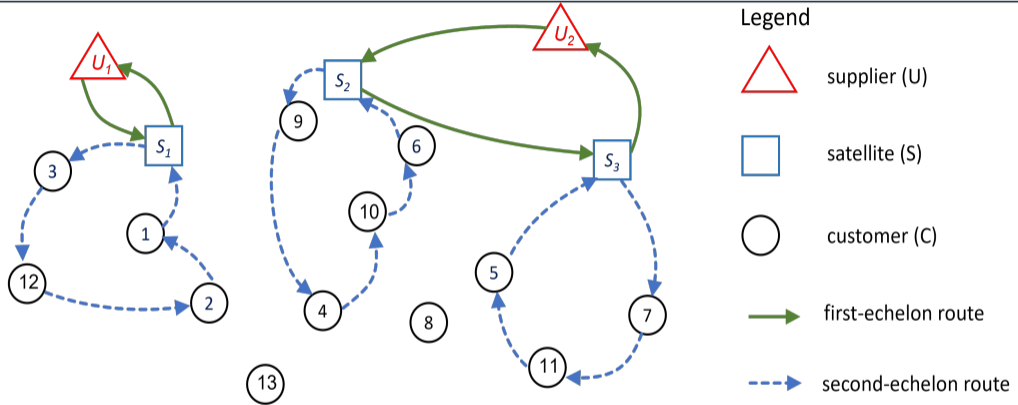 Legend
U1
U2
supplier (U)
S2
9
6
S1
S3
satellite (S)
3
10
1
customer (C)
5
12
2
4
8
7
first-echelon route
11
13
second-echelon route